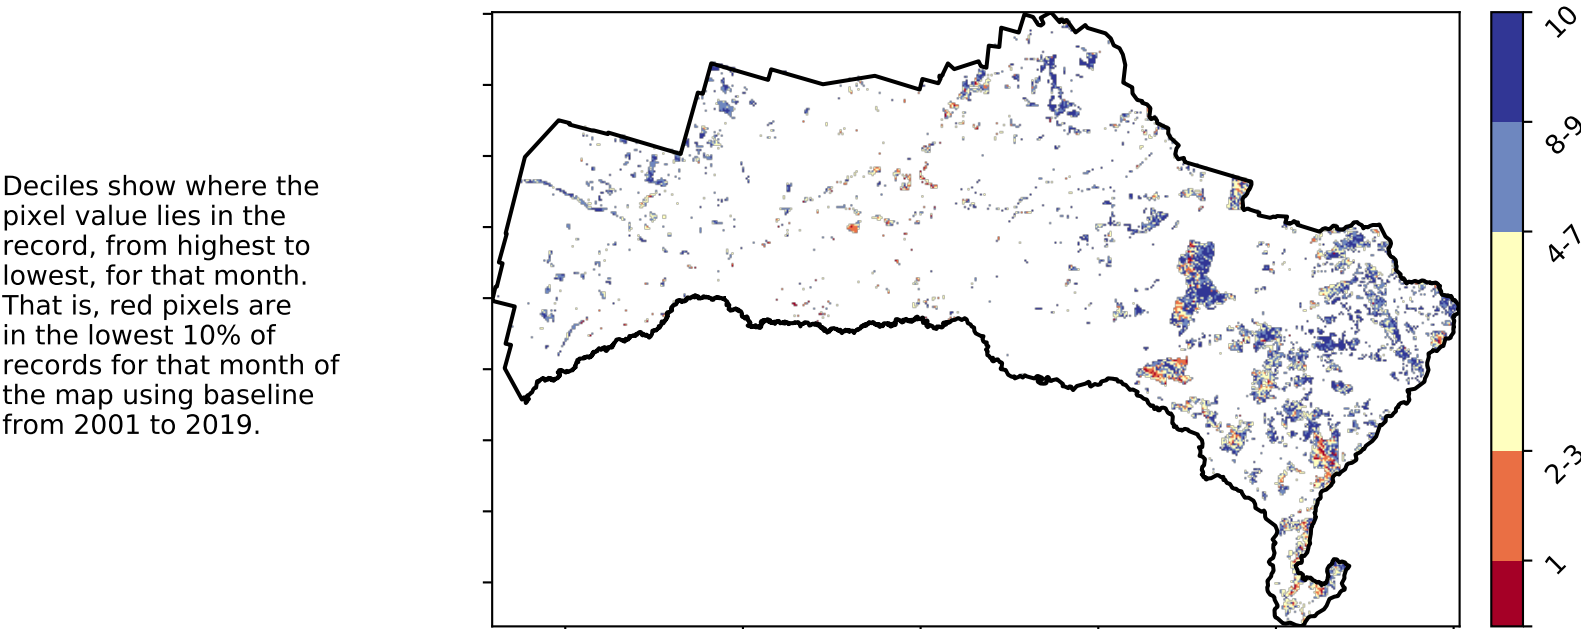 Deciles show where the
pixel value lies in the
record, from highest to
lowest, for that month.
That is, red pixels are
in the lowest 10% of
records for that month of
the map using baseline
from 2001 to 2019.
10
8-9
4-7
2-3
1